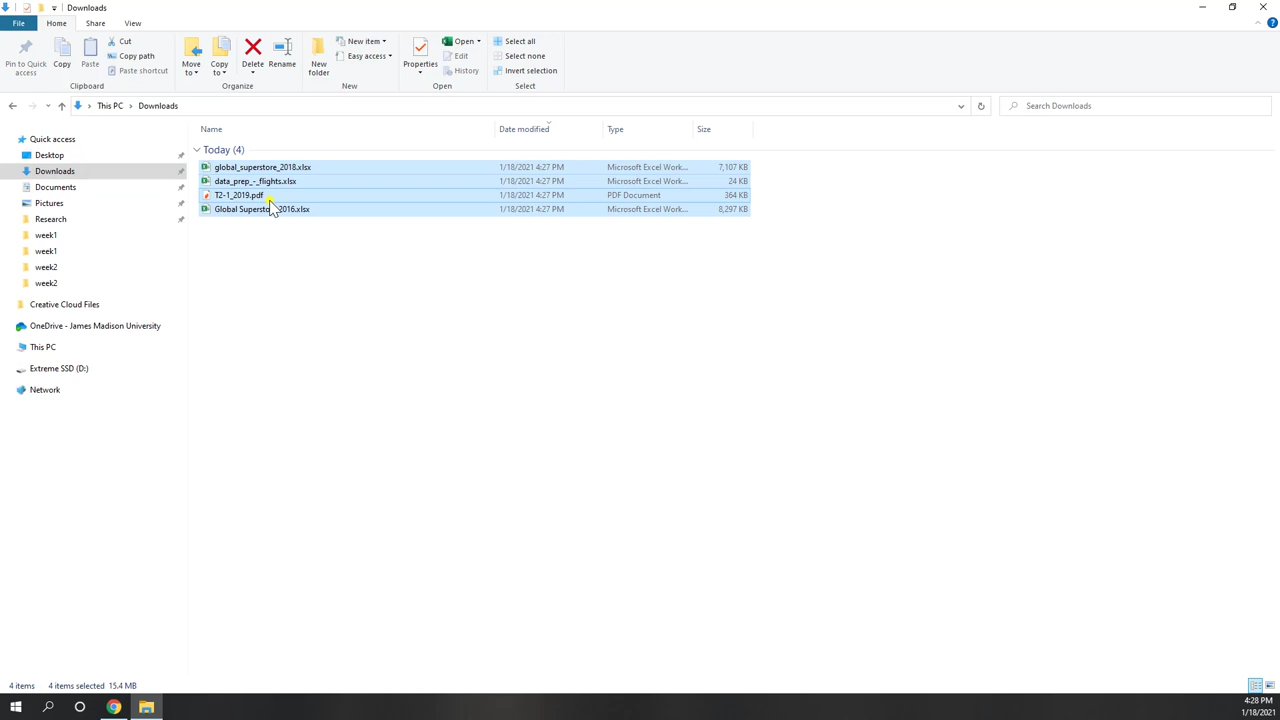 Downloads
File Home Share View
Pin to Quick access
Copy
Paste
Cut
Copy path
Paste shortcut
Clipboard
Move to
Copy to
Delete
Rename
Organize
New folder
New item
Easy access
New
Properties
Open
Edit
History
Open
Select all
Select none
Invert selection
Select
This PC > Downloads
Search Downloads
Name Date modified Type Size
Today (4)
global_superstore_2018.xlsx 1/18/2021 4:27 PM Microsoft Excel Work... 7,107 KB
data_prep_-_flights.xlsx 1/18/2021 4:27 PM Microsoft Excel Work... 24 KB
T2-1_2019.pdf 1/18/2021 4:27 PM PDF Document 364 KB
Global 2016.xlsx 1/18/2021 4:27 PM Microsoft Excel Work... 8,297 KB
Quick access
Desktop
Downloads
Documents
Pictures
Research
week1
week1
week2
week2
Creative Cloud Files
OneDrive - James Madison University
This PC
Extreme SSD (D:)
Network
4 items 4 items selected 15.4 MB
4:28 PM
1/18/2021